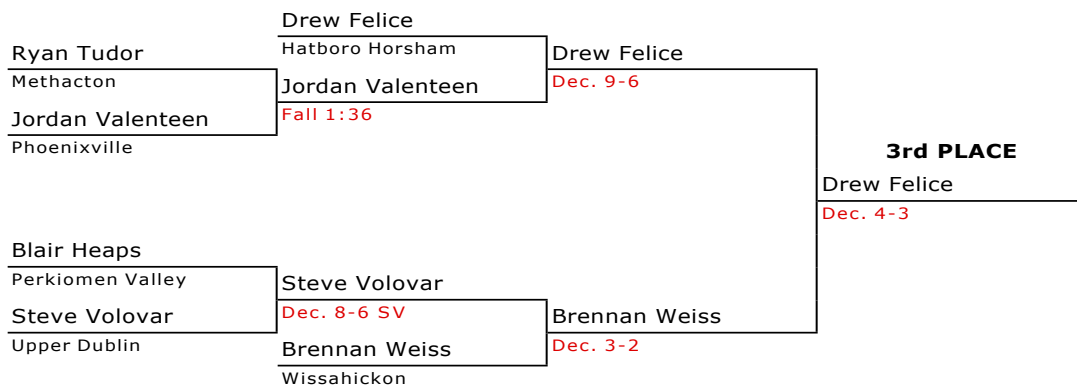 Drew Felice
Hatboro Horsham
Ryan Tudor
Methacton
Drew Felice
Dec. 9-6
Jordan Valenteen
Fall 1:36
Jordan Valenteen
Phoenixville
3rd PLACE
Drew Felice
Dec. 4-3
Blair Heaps
Perkiomen Valley
Steve Volovar
Dec. 8-6 SV
Steve Volovar
Upper Dublin
Brennan Weiss
Dec. 3-2
Brennan Weiss
Wissahickon